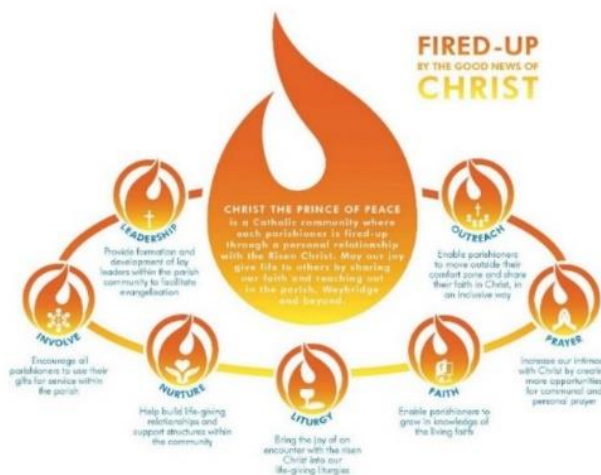 FIRED-UP
BY THE GOOD NEWS OF
CHRIST
CHRIST THE PRINCE OF PEACE
is a Catholic community where
each parishioner is fired-up
through a personal relationship
with the Risen Christ. May our joy
give life to others by sharing
our faith and reaching out
in the parish, Weybridge
and beyond.
LEADERSHIP
Provide formation and
development of lay
leaders within the parish
community to facilitate
evangelisation
OUTREACH
Enable parishioners
to move outside their
comfort zone and share
their faith in Christ, in
an inclusive way
INVOLVE
Encourage all
parishioners to use their
gifts for service within
the parish
NURTURE
Help build life-giving
relationships and
support structures within
the community
LITURGY
Bring the joy of an
encounter with the risen
Christ into our
life-giving liturgies
FAITH
Enable parishioners to
grow in knowledge of
the living faith
PRAYER
Increase our intima
with Christ by creatin
more opportunities
for communal and
personal prayer